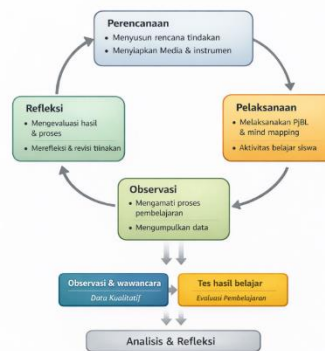 Perencanaan
• Menyusun rencana tindakan
• Menyiapkan Media & instrumen
Refleksi
• Mengevaluasi hasil
& proses
• Merefleksi & revisi tiinakan
Pelaksanaan
• Melaksanakan PjBL
& mind mapping
• Aktivitas belajar siswa
Observasi
• Mengamati proses
pembelajaran
• Mengumpulkan data
Observasi & wawancara
Data Kualitatif
Tes hasil belajar
Evaluasi Pembelajaran
Analisis & Refleksi